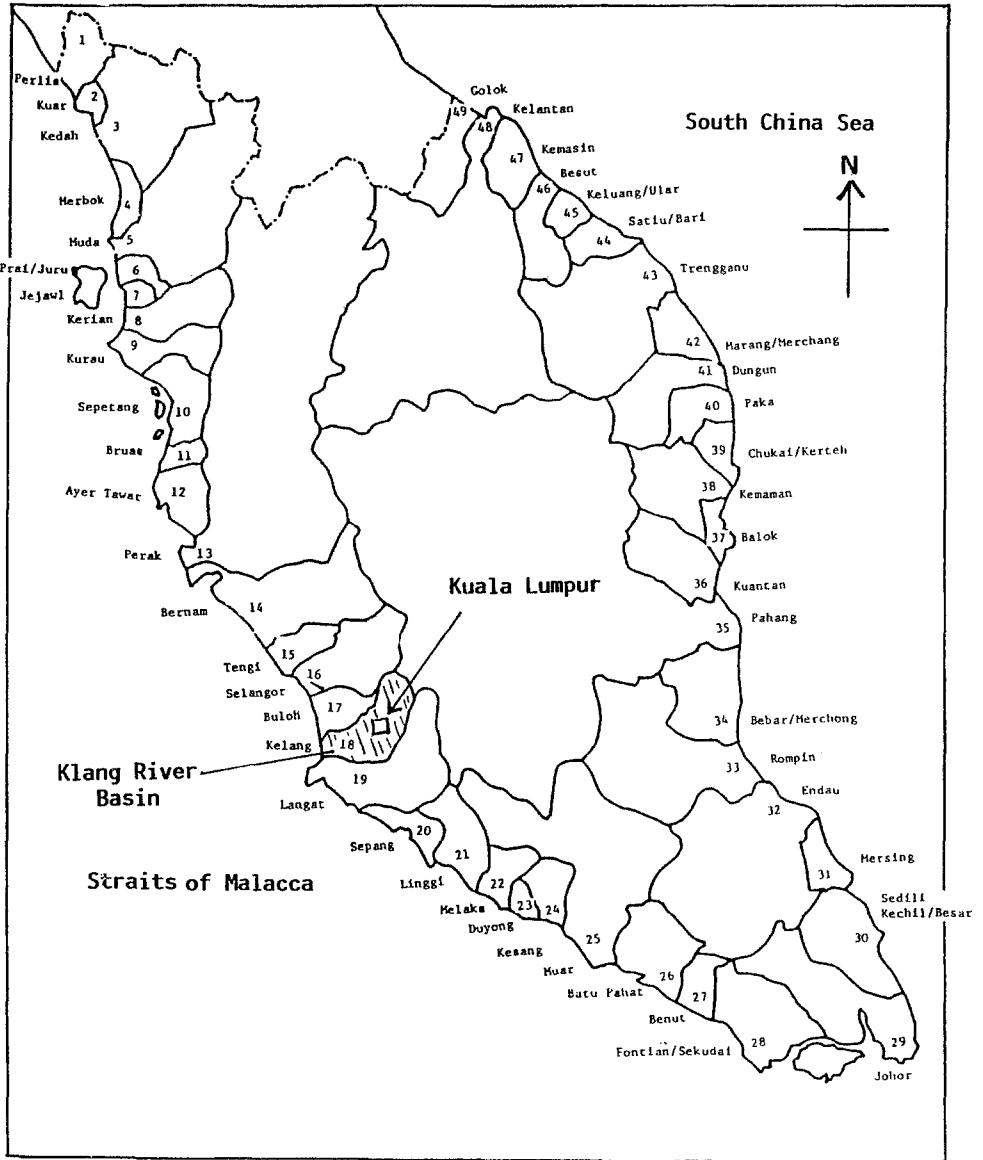 South China Sea
N
Straits of Malacca
Kuala Lumpur
Klang River
Basin
Perlis
Kuar
Kedah
Merbok
Muda
Prai/Juru
Jejawi
Kerian
Kurau
Sepetang
Bruas
Ayer Tawar
Perak
Bernam
Tengi
Selangor
Buloh
Kelang
Langat
Sepang
Linggi
Melaka
Duyong
Kesang
Muar
Batu Pahat
Benut
Pontian/Sekudai
Johor
Sedili
Kechil/Besar
Mersing
Endau
Rompin
Bebar/Merchong
Pahang
Kuantan
Balok
Kemaman
Chukai/Kerteh
Paka
Dungun
Marang/Merchang
Trengganu
Satiu/Bari
Keluang/Ular
Besut
Kemasin
Kelantan
Golok
1
2
3
4
5
6
7
8
9
10
11
12
13
14
15
16
17
18
19
20
21
22
23
24
25
26
27
28
29
30
31
32
33
34
35
36
37
38
39
40
41
42
43
44
45
46
47
48
49